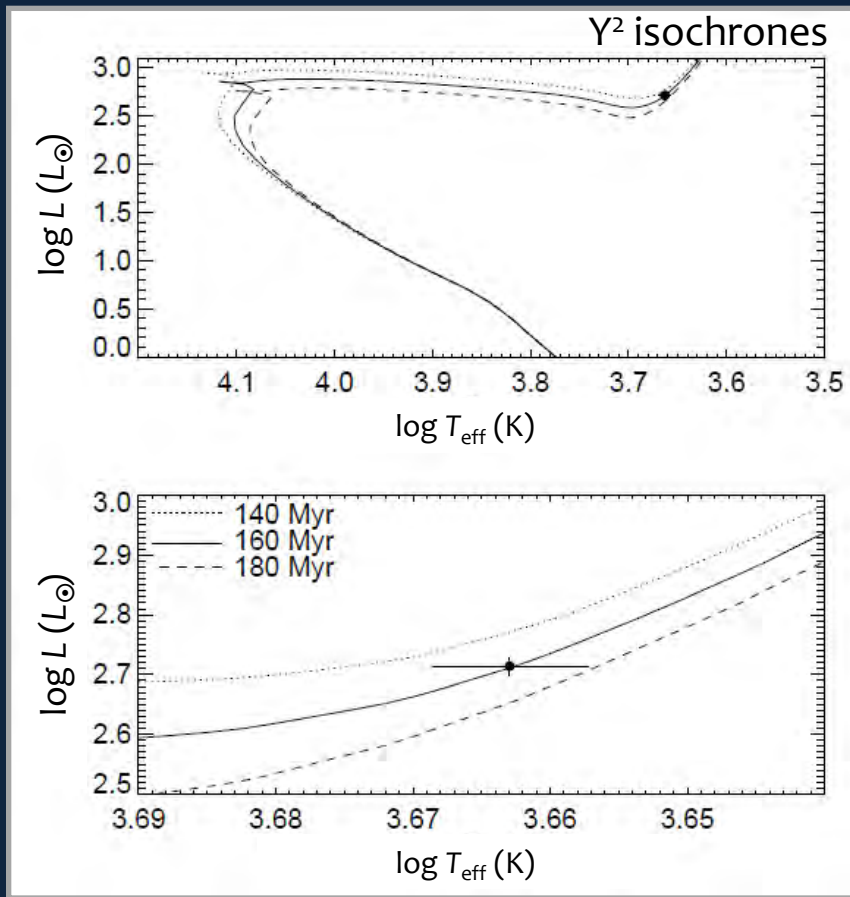 Y² isochrones
log L (L☉)
3.0
2.5
2.0
1.5
1.0
0.5
0.0
4.1 4.0 3.9 3.8 3.7 3.6 3.5
log Teff (K)
log L (L☉)
3.0
2.9
2.8
2.7
2.6
2.5
140 Myr
160 Myr
180 Myr
3.69 3.68 3.67 3.66 3.65
log Teff (K)